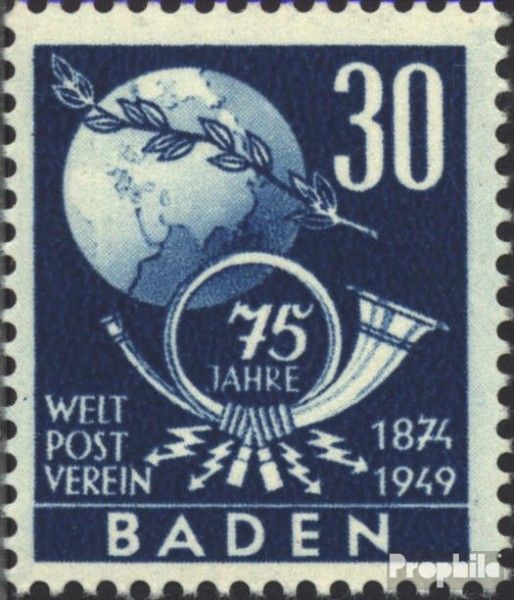 30
75
JAHRE
WELT
POST
VEREIN
1874
1949
BADEN
Prophila